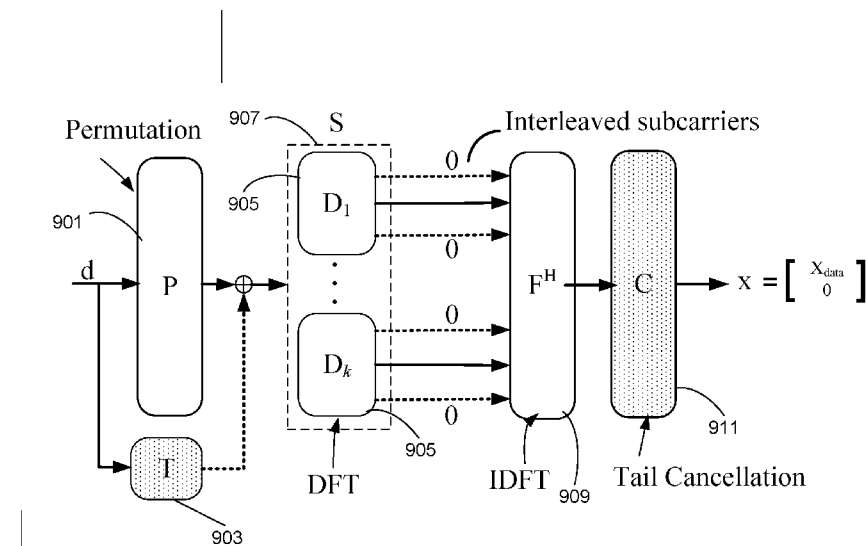 907
S
Interleaved subcarriers
Permutation
0
905
D1
901
0
d
P
F^H
C
x = [ X_data 0 ]
0
Dk
0
905
911
T
DFT
IDFT
909
Tail Cancellation
903